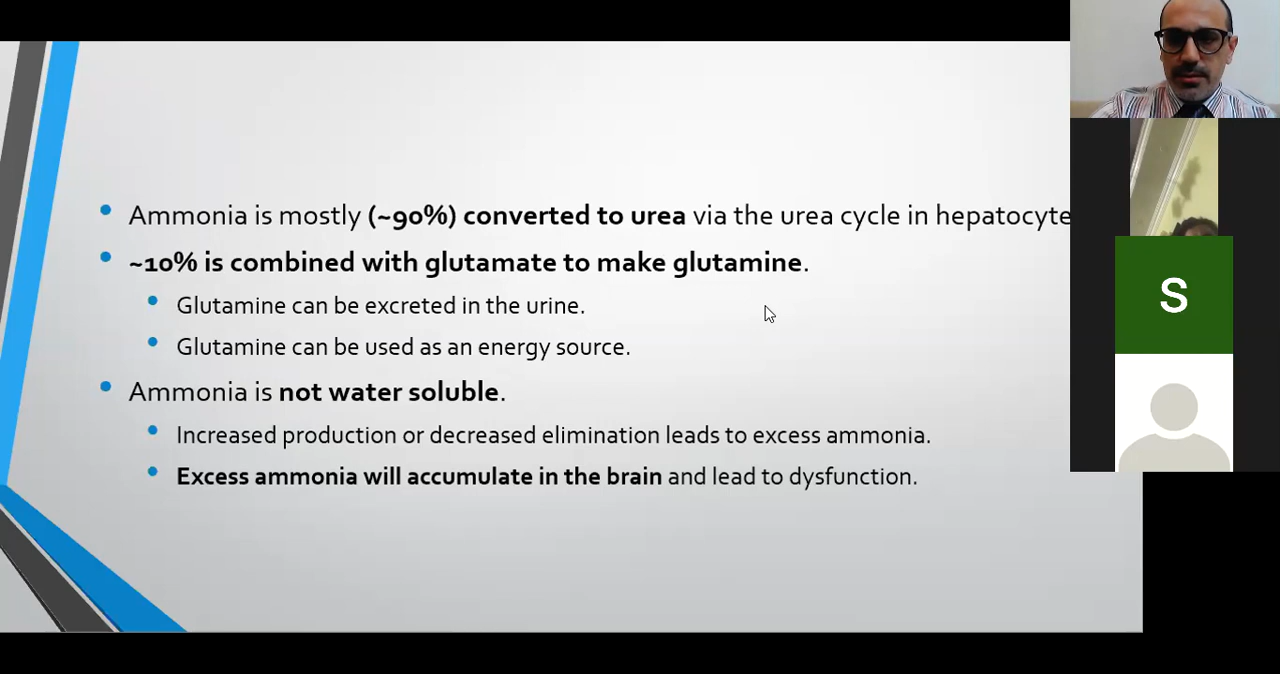 Ammonia is mostly (~90%) converted to urea via the urea cycle in hepatocyte
~10% is combined with glutamate to make glutamine.
Glutamine can be excreted in the urine.
Glutamine can be used as an energy source.
Ammonia is not water soluble.
Increased production or decreased elimination leads to excess ammonia.
Excess ammonia will accumulate in the brain and lead to dysfunction.
S